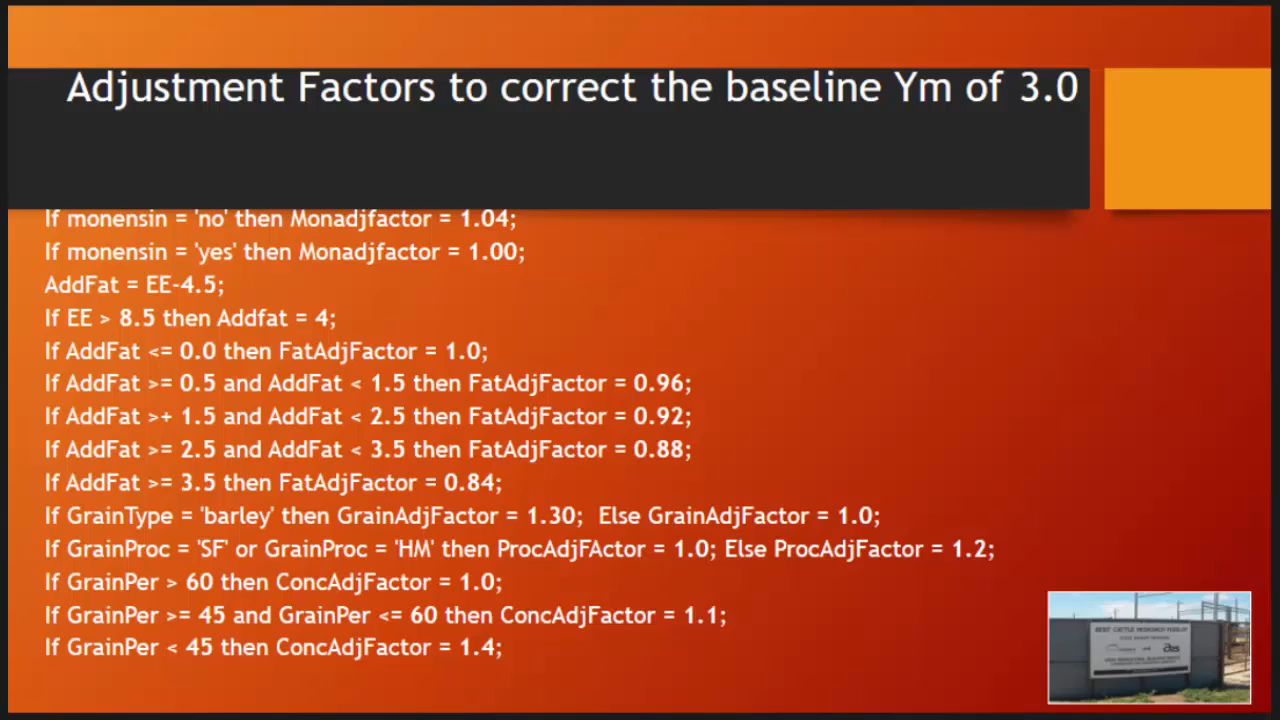 Adjustment Factors to correct the baseline Ym of 3.0
If monensin = 'no' then Monadjfactor = 1.04;
If monensin = 'yes' then Monadjfactor = 1.00;
AddFat = EE-4.5;
If EE > 8.5 then Addfat = 4;
If AddFat <= 0.0 then FatAdjFactor = 1.0;
If AddFat >= 0.5 and AddFat < 1.5 then FatAdjFactor = 0.96;
If AddFat >+ 1.5 and AddFat < 2.5 then FatAdjFactor = 0.92;
If AddFat >= 2.5 and AddFat < 3.5 then FatAdjFactor = 0.88;
If AddFat >= 3.5 then FatAdjFactor = 0.84;
If GrainType = 'barley' then GrainAdjFactor = 1.30;  Else GrainAdjFactor = 1.0;
If GrainProc = 'SF' or GrainProc = 'HM' then ProcAdjFActor = 1.0; Else ProcAdjFactor = 1.2;
If GrainPer > 60 then ConcAdjFactor = 1.0;
If GrainPer >= 45 and GrainPer <= 60 then ConcAdjFactor = 1.1;
If GrainPer < 45 then ConcAdjFactor = 1.4;
BEEF CATTLE RESEARCH FEEDLOT